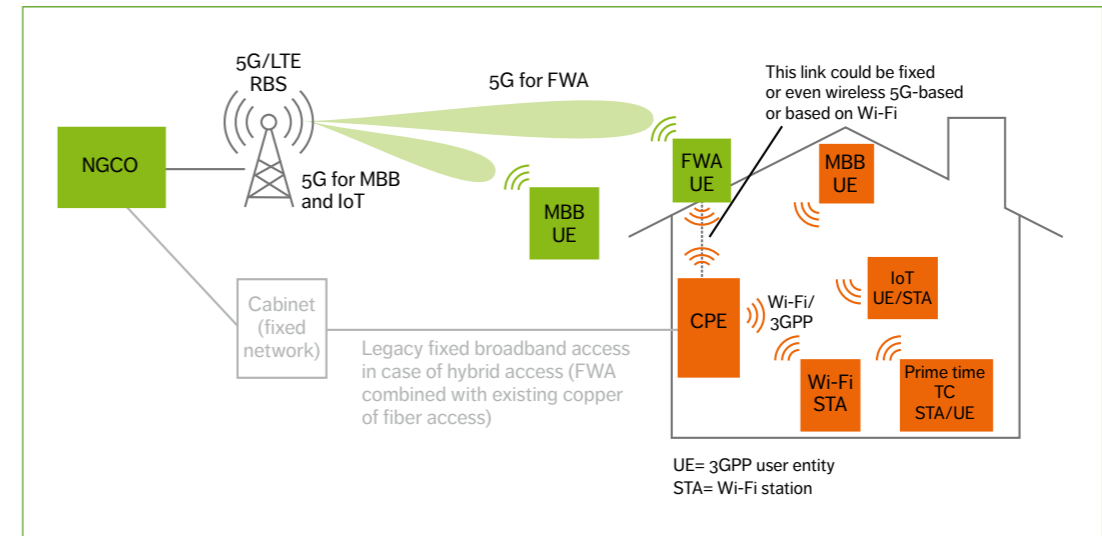 5G/LTE
RBS
5G for FWA
This link could be fixed
or even wireless 5G-based
or based on Wi-Fi
NGCO
5G for MBB
and IoT
FWA
UE
MBB
UE
MBB
UE
IoT
UE/STA
Cabinet
(fixed
network)
CPE
Wi-Fi/
3GPP
Legacy fixed broadband access
in case of hybrid access (FWA
combined with existing copper
of fiber access)
Wi-Fi
STA
Prime time
TC
STA/UE
UE= 3GPP user entity
STA= Wi-Fi station